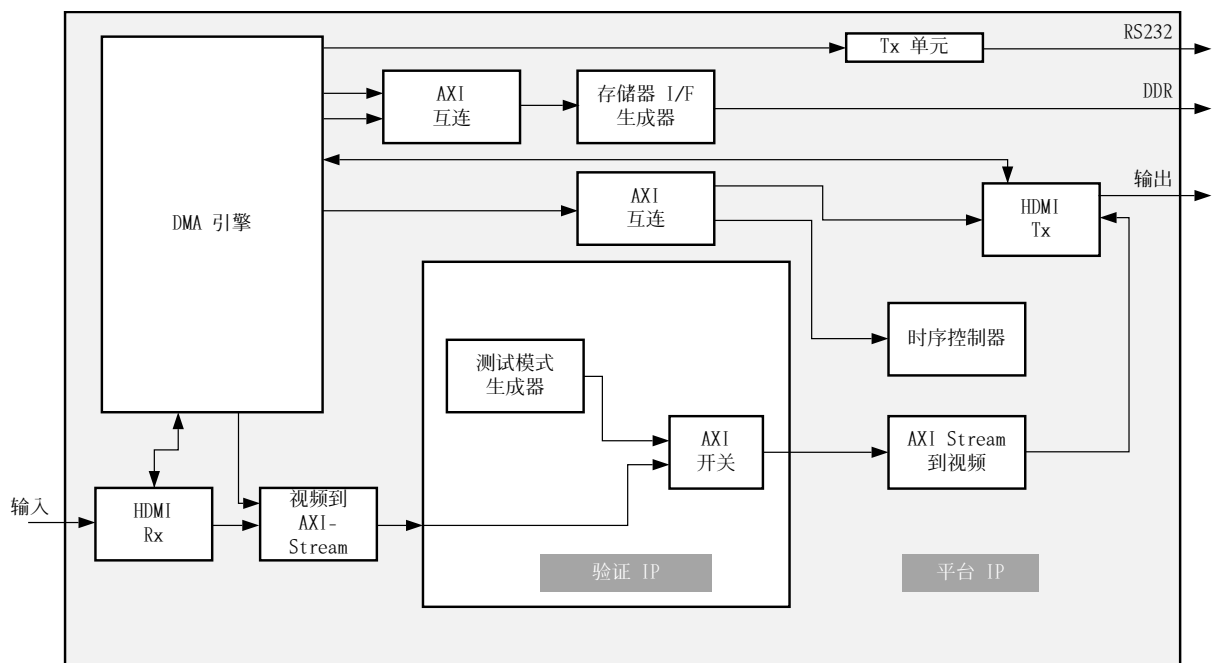 RS232
Tx 单元
DDR
AXI
互连
存储器 I/F
生成器
输出
DMA 引擎
AXI
互连
HDMI
Tx
时序控制器
测试模式
生成器
AXI
开关
AXI Stream
到视频
输入
HDMI
Rx
视频到
AXI-
Stream
验证 IP
平台 IP